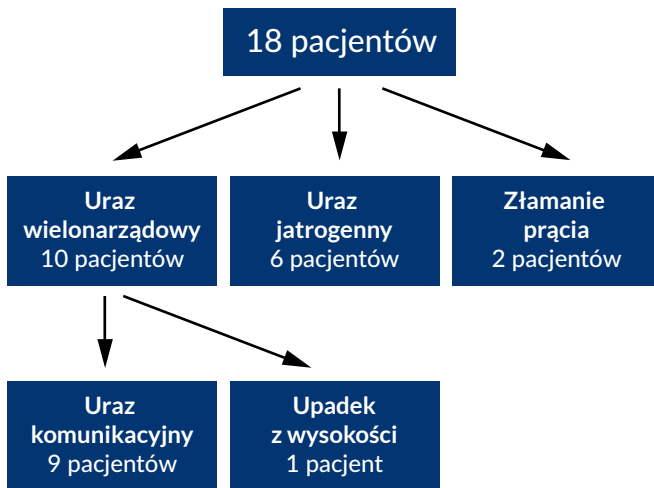 18 pacjentów
Uraz
wielonarządowy
10 pacjentów
Uraz
jatrogenny
6 pacjentów
Złamanie
prącia
2 pacjentów
Uraz
komunikacyjny
9 pacjentów
Upadek
z wysokości
1 pacjent